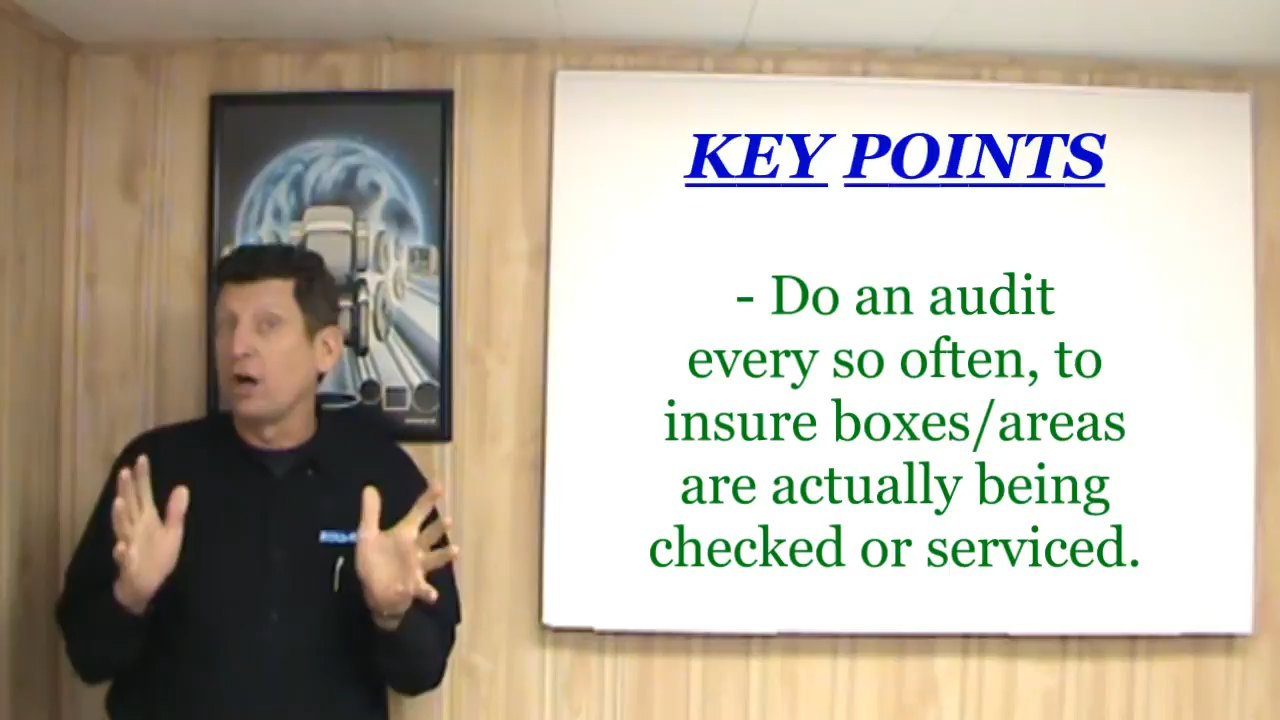 KEY POINTS
- Do an audit
every so often, to
insure boxes/areas
are actually being
checked or serviced.